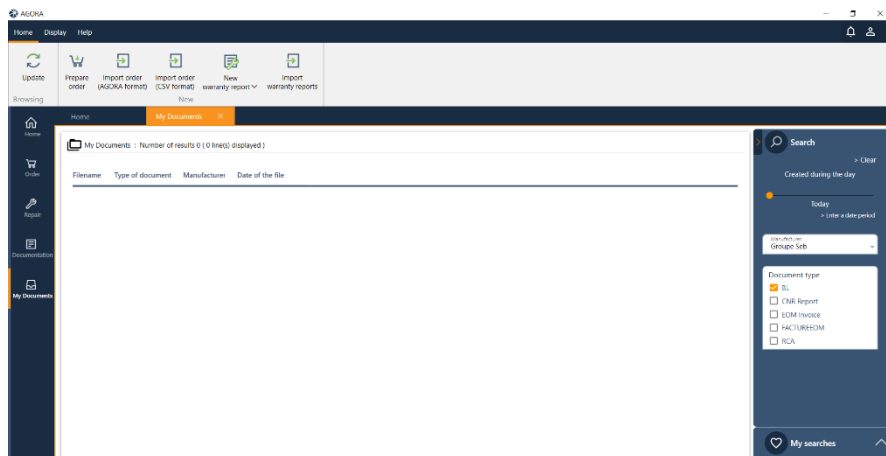 AGORA
Home Display Help
Update
Prepare order
Import order (AGORA format)
Import order (CSV format)
New warranty report
Import warranty reports
Browsing
New
Home
My Documents ×
Home
Order
Repair
Documentation
My Documents
My Documents : Number of results 0 ( 0 line(s) displayed )
Filename Type of document Manufacturer Date of the file
Search
> Clear
Created during the day
Today
> Enter a date period
Manufacturer
Groupe Seb
Document type
BL
CNR Report
EOM Invoice
FACTUREEOM
RCA
My searches